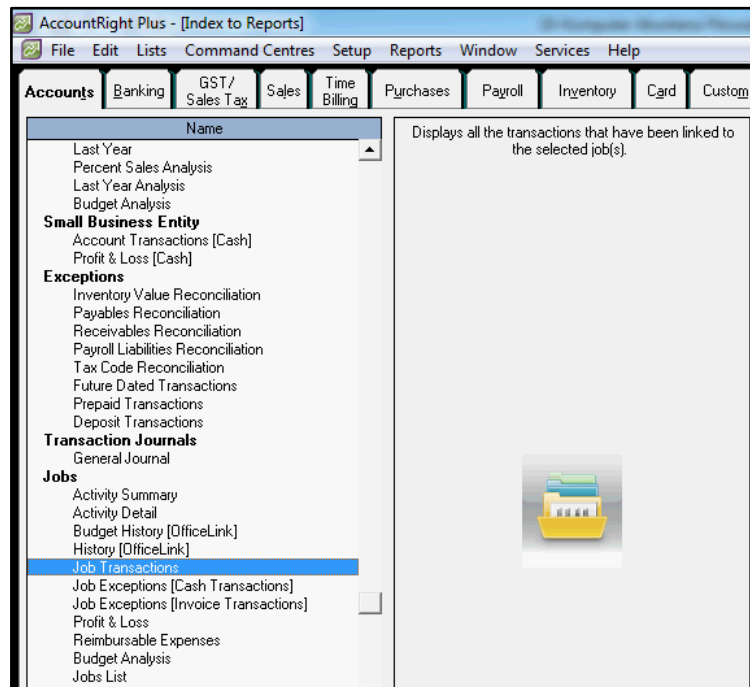 AccountRight Plus - [Index to Reports]
File Edit Lists Command Centres Setup Reports Window Services Help
Accounts Banking GST/ Sales Tax Sales Time Billing Purchases Payroll Inventory Card Custom
Name
Last Year
Percent Sales Analysis
Last Year Analysis
Budget Analysis
Small Business Entity
Account Transactions [Cash]
Profit & Loss [Cash]
Exceptions
Inventory Value Reconciliation
Payables Reconciliation
Receivables Reconciliation
Payroll Liabilities Reconciliation
Tax Code Reconciliation
Future Dated Transactions
Prepaid Transactions
Deposit Transactions
Transaction Journals
General Journal
Jobs
Activity Summary
Activity Detail
Budget History [OfficeLink]
History [OfficeLink]
Job Transactions
Job Exceptions [Cash Transactions]
Job Exceptions [Invoice Transactions]
Profit & Loss
Reimbursable Expenses
Budget Analysis
Jobs List
Displays all the transactions that have been linked to
the selected job(s).